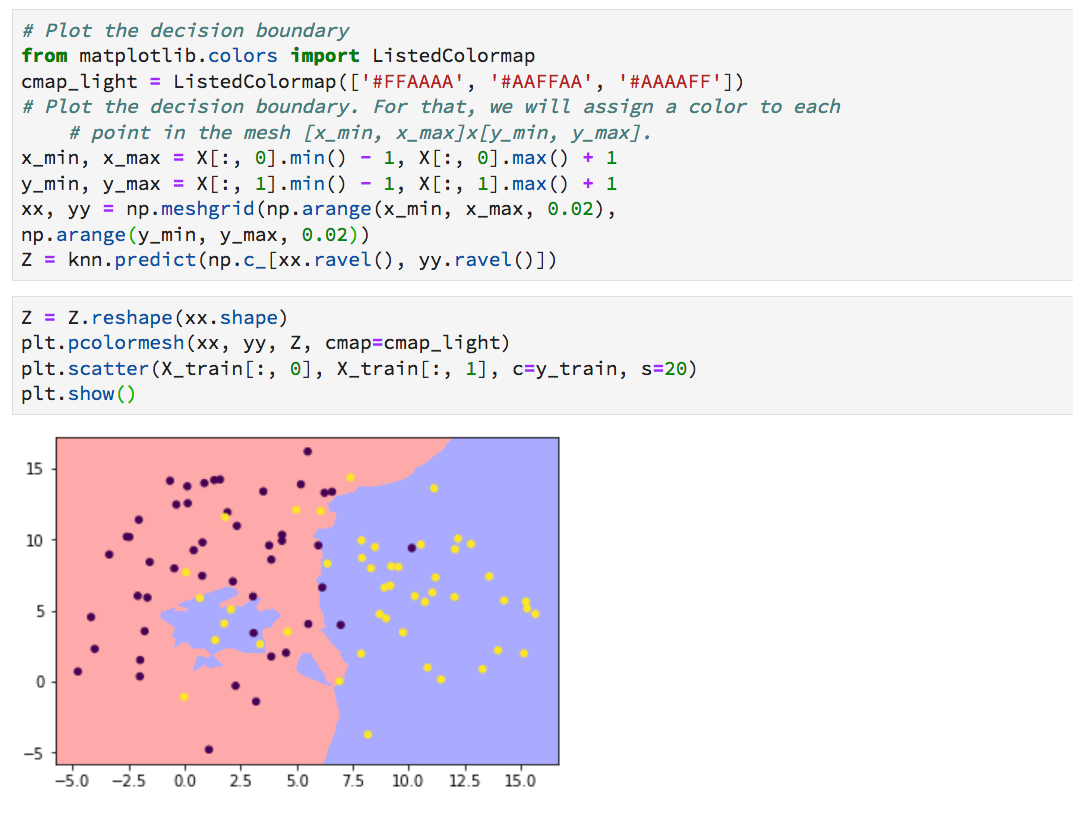 # Plot the decision boundary
from matplotlib.colors import ListedColormap
cmap_light = ListedColormap(['#FFAAAA', '#AAFFAA', '#AAAAFF'])
# Plot the decision boundary. For that, we will assign a color to each
    # point in the mesh [x_min, x_max]x[y_min, y_max].
x_min, x_max = X[:, 0].min() - 1, X[:, 0].max() + 1
y_min, y_max = X[:, 1].min() - 1, X[:, 1].max() + 1
xx, yy = np.meshgrid(np.arange(x_min, x_max, 0.02),
np.arange(y_min, y_max, 0.02))
Z = knn.predict(np.c_[xx.ravel(), yy.ravel()])
Z = Z.reshape(xx.shape)
plt.pcolormesh(xx, yy, Z, cmap=cmap_light)
plt.scatter(X_train[:, 0], X_train[:, 1], c=y_train, s=20)
plt.show()
15
10
5
0
−5
−5.0 −2.5 0.0 2.5 5.0 7.5 10.0 12.5 15.0